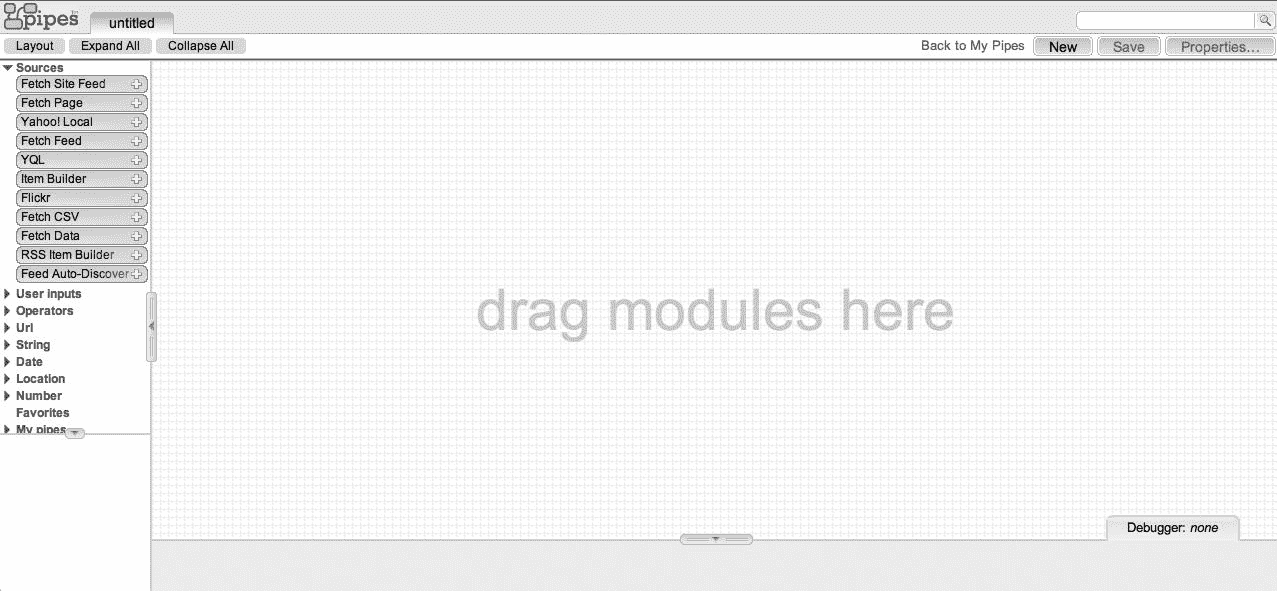 pipes untitled
Layout Expand All Collapse All Back to My Pipes New Save Properties...
Sources
Fetch Site Feed
Fetch Page
Yahoo! Local
Fetch Feed
YQL
Item Builder
Flickr
Fetch CSV
Fetch Data
RSS Item Builder
Feed Auto-Discover
User inputs
Operators
Url
String
Date
Location
Number
Favorites
My pipes
drag modules here
Debugger: none